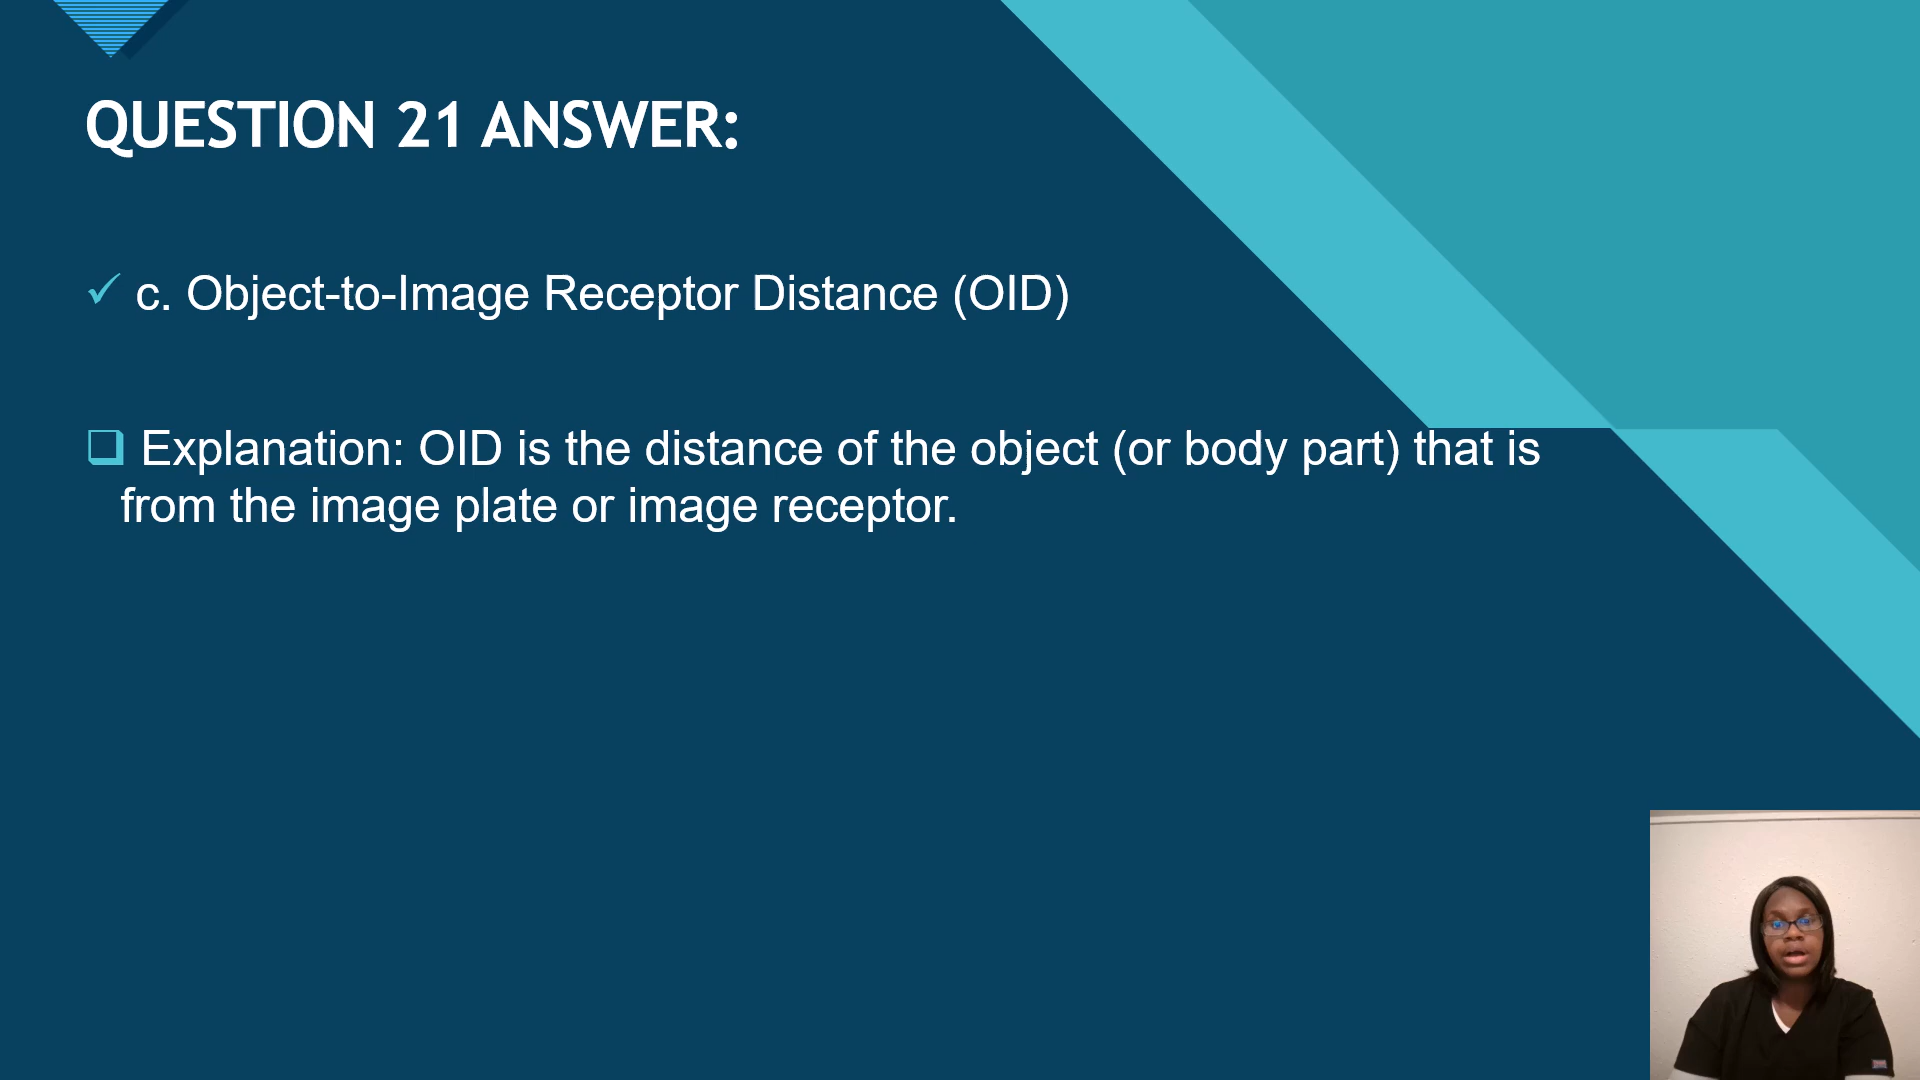 QUESTION 21 ANSWER:
✓ c. Object-to-Image Receptor Distance (OID)
❑ Explanation: OID is the distance of the object (or body part) that is
from the image plate or image receptor.